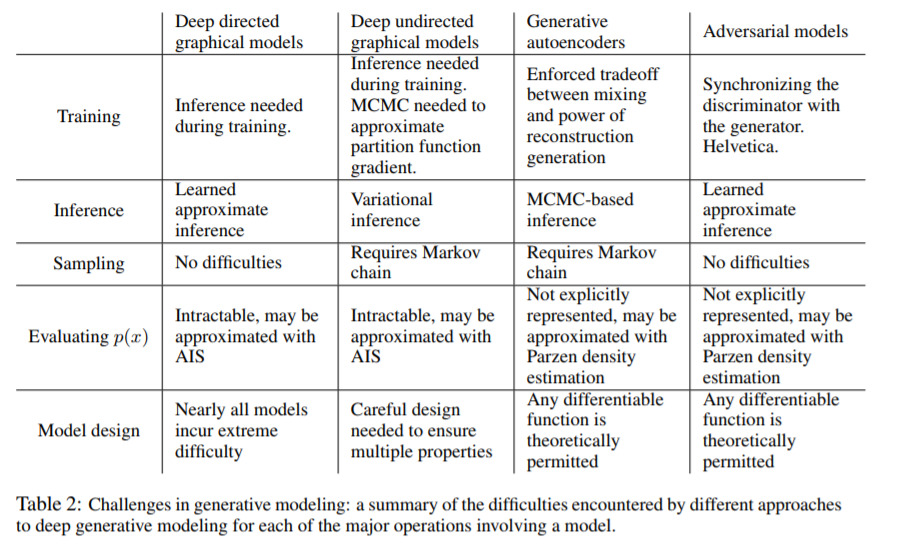 Deep directed
graphical models
Deep undirected
graphical models
Generative
autoencoders
Adversarial models
Training
Inference needed
during training.
Inference needed
during training.
MCMC needed to
approximate
partition function
gradient.
Enforced tradeoff
between mixing
and power of
reconstruction
generation
Synchronizing the
discriminator with
the generator.
Helvetica.
Inference
Learned
approximate
inference
Variational
inference
MCMC-based
inference
Learned
approximate
inference
Sampling
No difficulties
Requires Markov
chain
Requires Markov
chain
No difficulties
Evaluating p(x)
Intractable, may be
approximated with
AIS
Intractable, may be
approximated with
AIS
Not explicitly
represented, may be
approximated with
Parzen density
estimation
Not explicitly
represented, may be
approximated with
Parzen density
estimation
Model design
Nearly all models
incur extreme
difficulty
Careful design
needed to ensure
multiple properties
Any differentiable
function is
theoretically
permitted
Any differentiable
function is
theoretically
permitted
Table 2: Challenges in generative modeling: a summary of the difficulties encountered by different approaches
to deep generative modeling for each of the major operations involving a model.